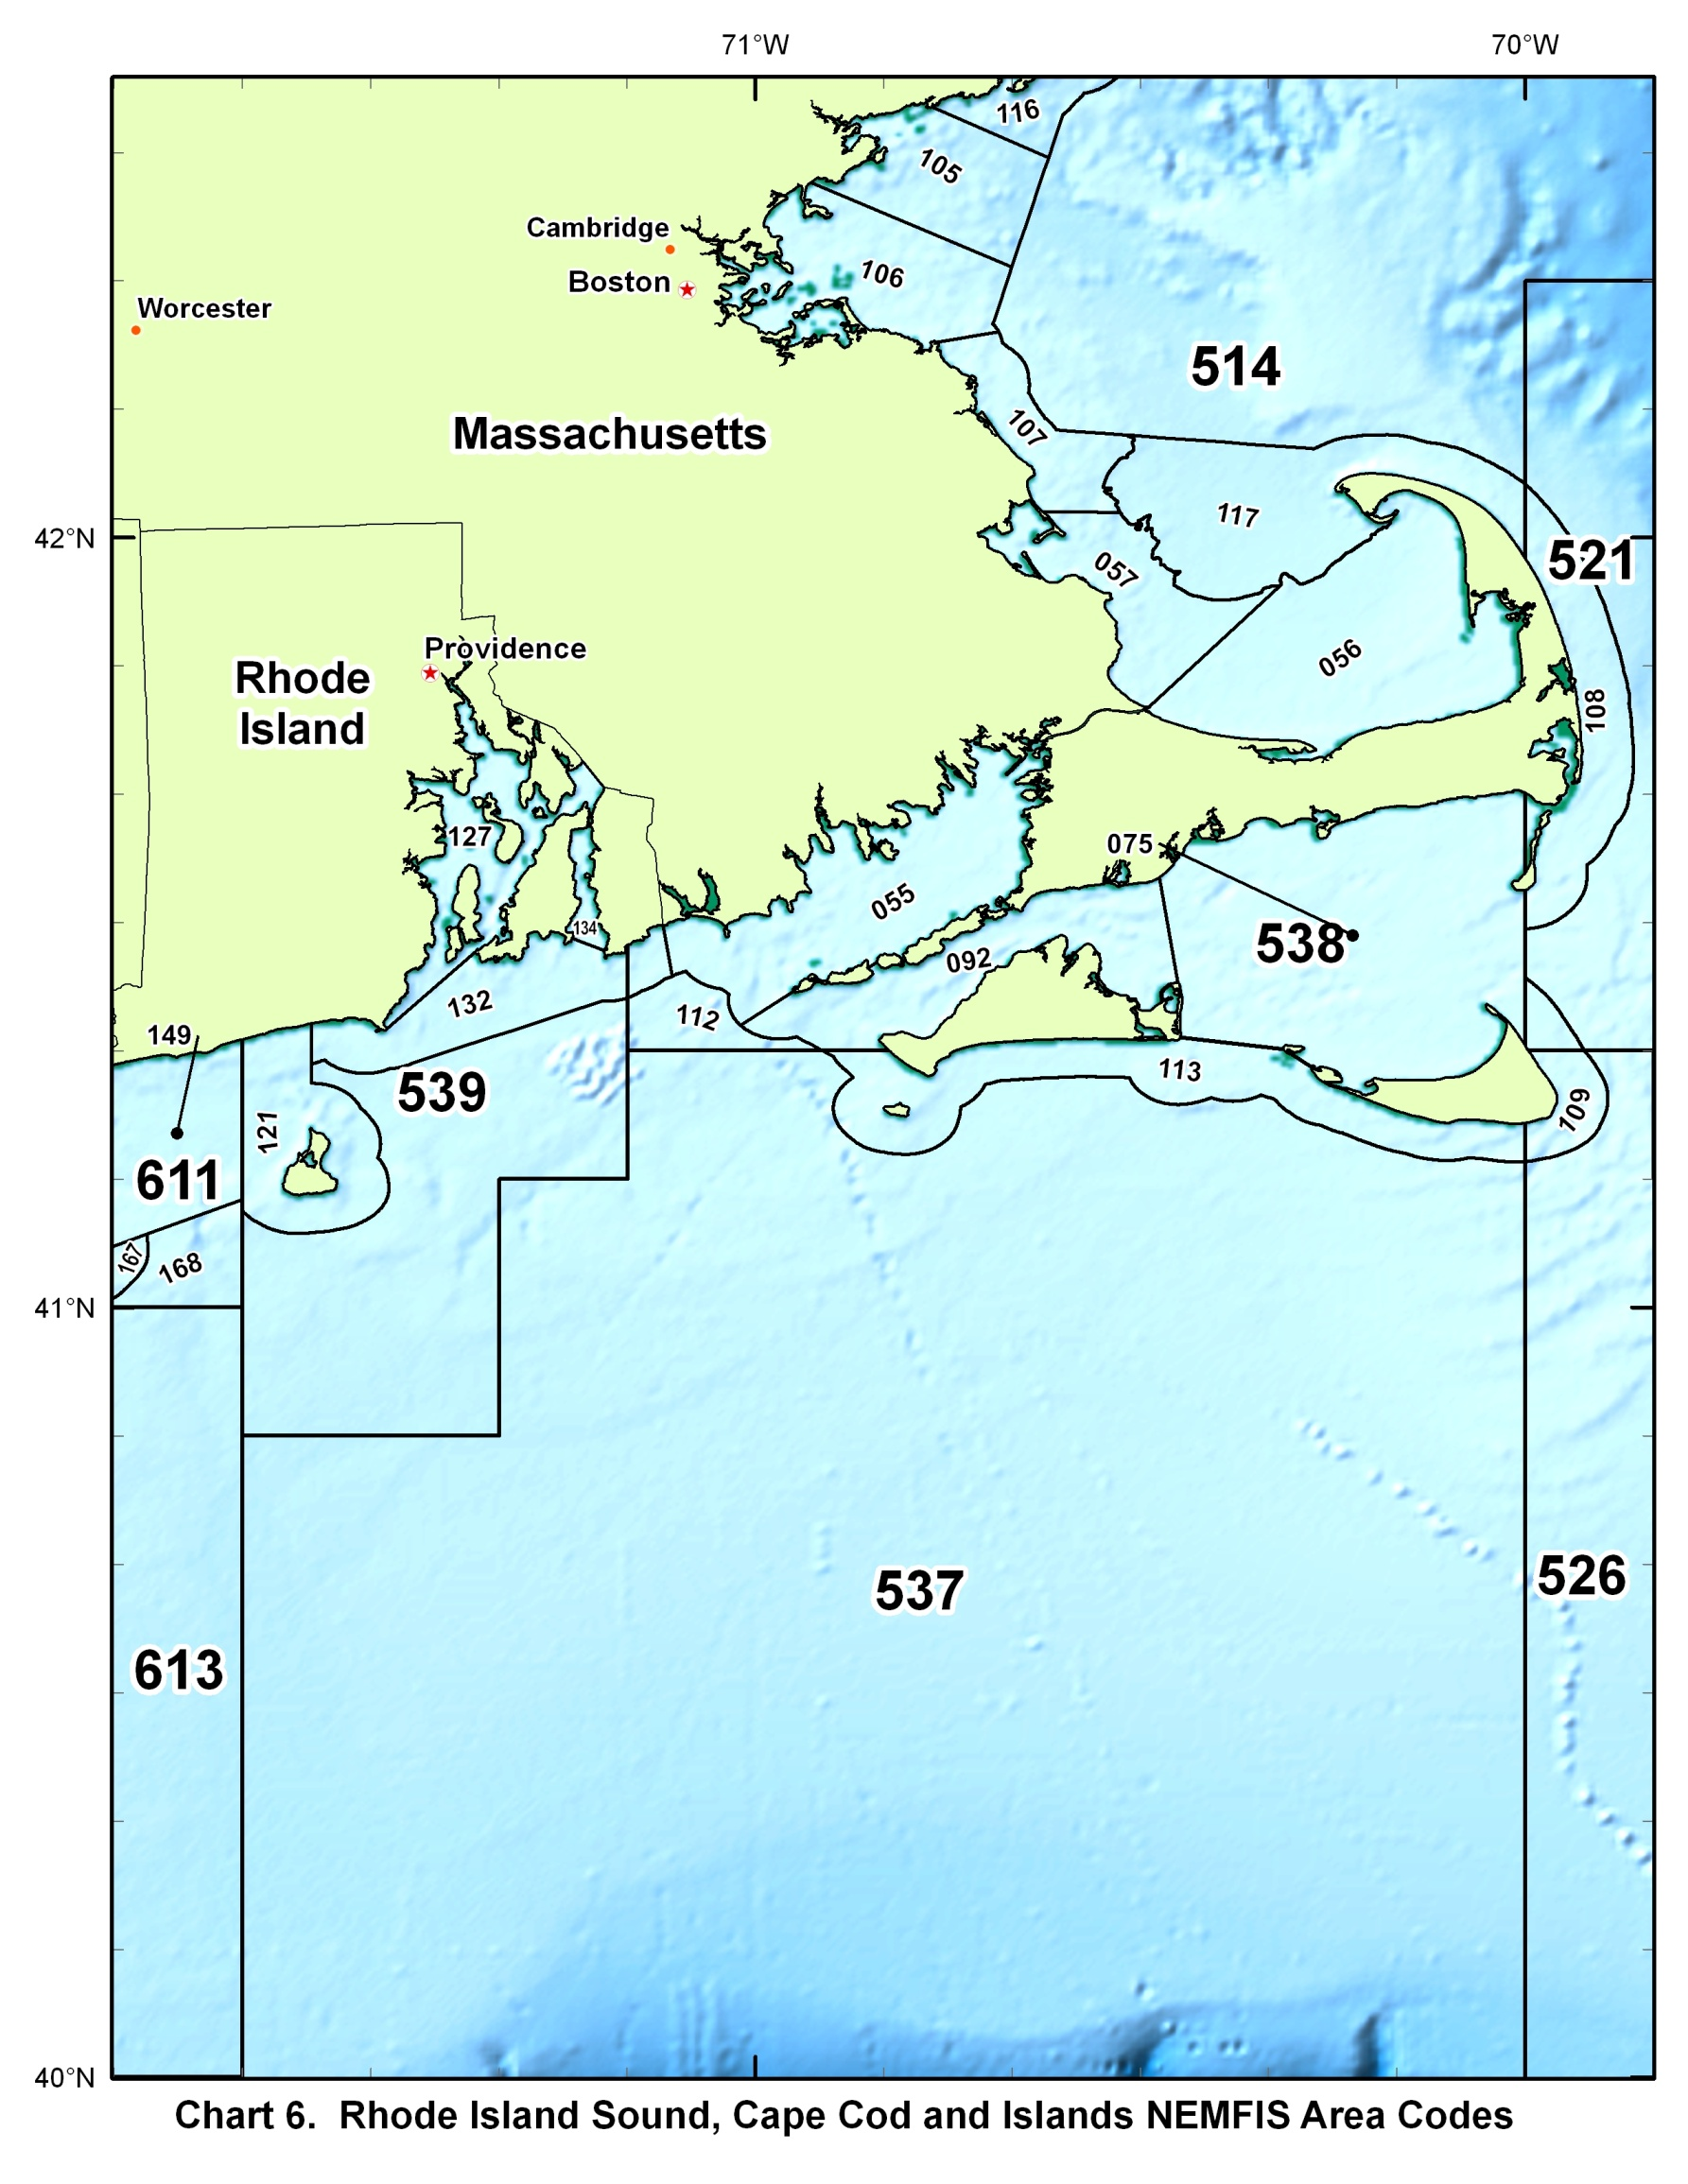 71°W
70°W
116
105
Cambridge
106
Boston
Worcester
514
107
Massachusetts
117
42°N
521
057
Providence
056
Rhode
Island
108
127
075
055
134
538
092
132
112
149
113
539
109
121
611
167
168
41°N
526
537
613
40°N
Chart 6. Rhode Island Sound, Cape Cod and Islands NEMFIS Area Codes